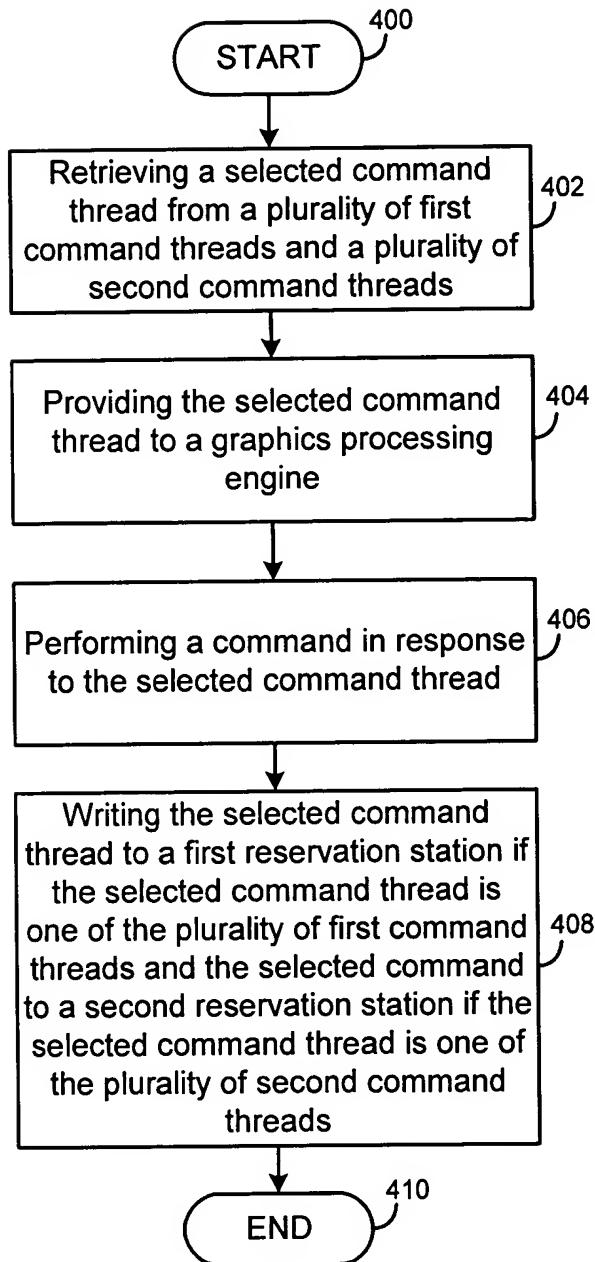 400
START
Retrieving a selected command
thread from a plurality of first
command threads and a plurality of
second command threads
402
Providing the selected command
thread to a graphics processing
engine
404
Performing a command in response
to the selected command thread
406
Writing the selected command
thread to a first reservation station if
the selected command thread is
one of the plurality of first command
threads and the selected command
to a second reservation station if the
selected command thread is one of
the plurality of second command
threads
408
410
END